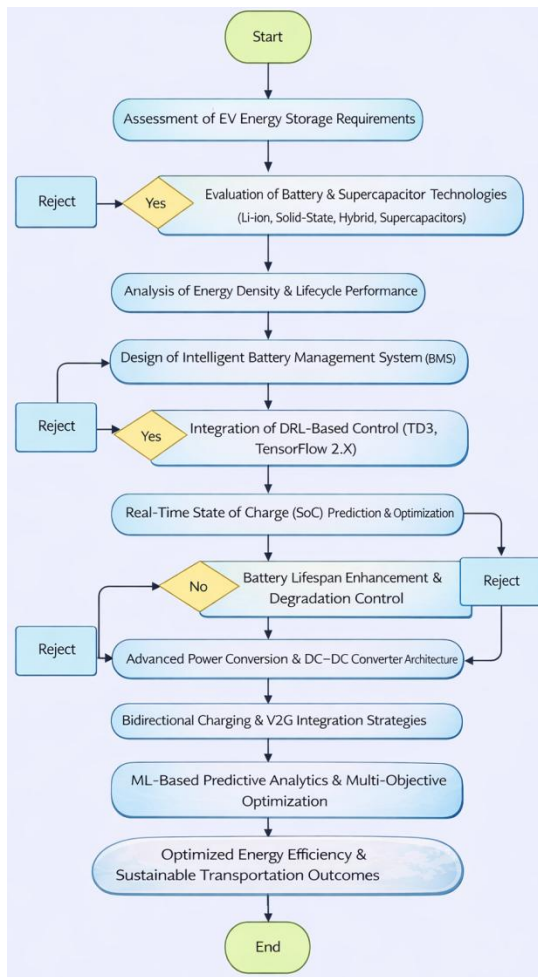 Start
Assessment of EV Energy Storage Requirements
Reject
Yes
Evaluation of Battery & Supercapacitor Technologies
(Li-ion, Solid-State, Hybrid, Supercapacitors)
Analysis of Energy Density & Lifecycle Performance
Design of Intelligent Battery Management System (BMS)
Reject
Yes
Integration of DRL-Based Control (TD3,
TensorFlow 2.X)
Real-Time State of Charge (SoC) Prediction & Optimization
No
Battery Lifespan Enhancement &
Degradation Control
Reject
Reject
Advanced Power Conversion & DC–DC Converter Architecture
Bidirectional Charging & V2G Integration Strategies
ML-Based Predictive Analytics & Multi-Objective
Optimization
Optimized Energy Efficiency &
Sustainable Transportation Outcomes
End